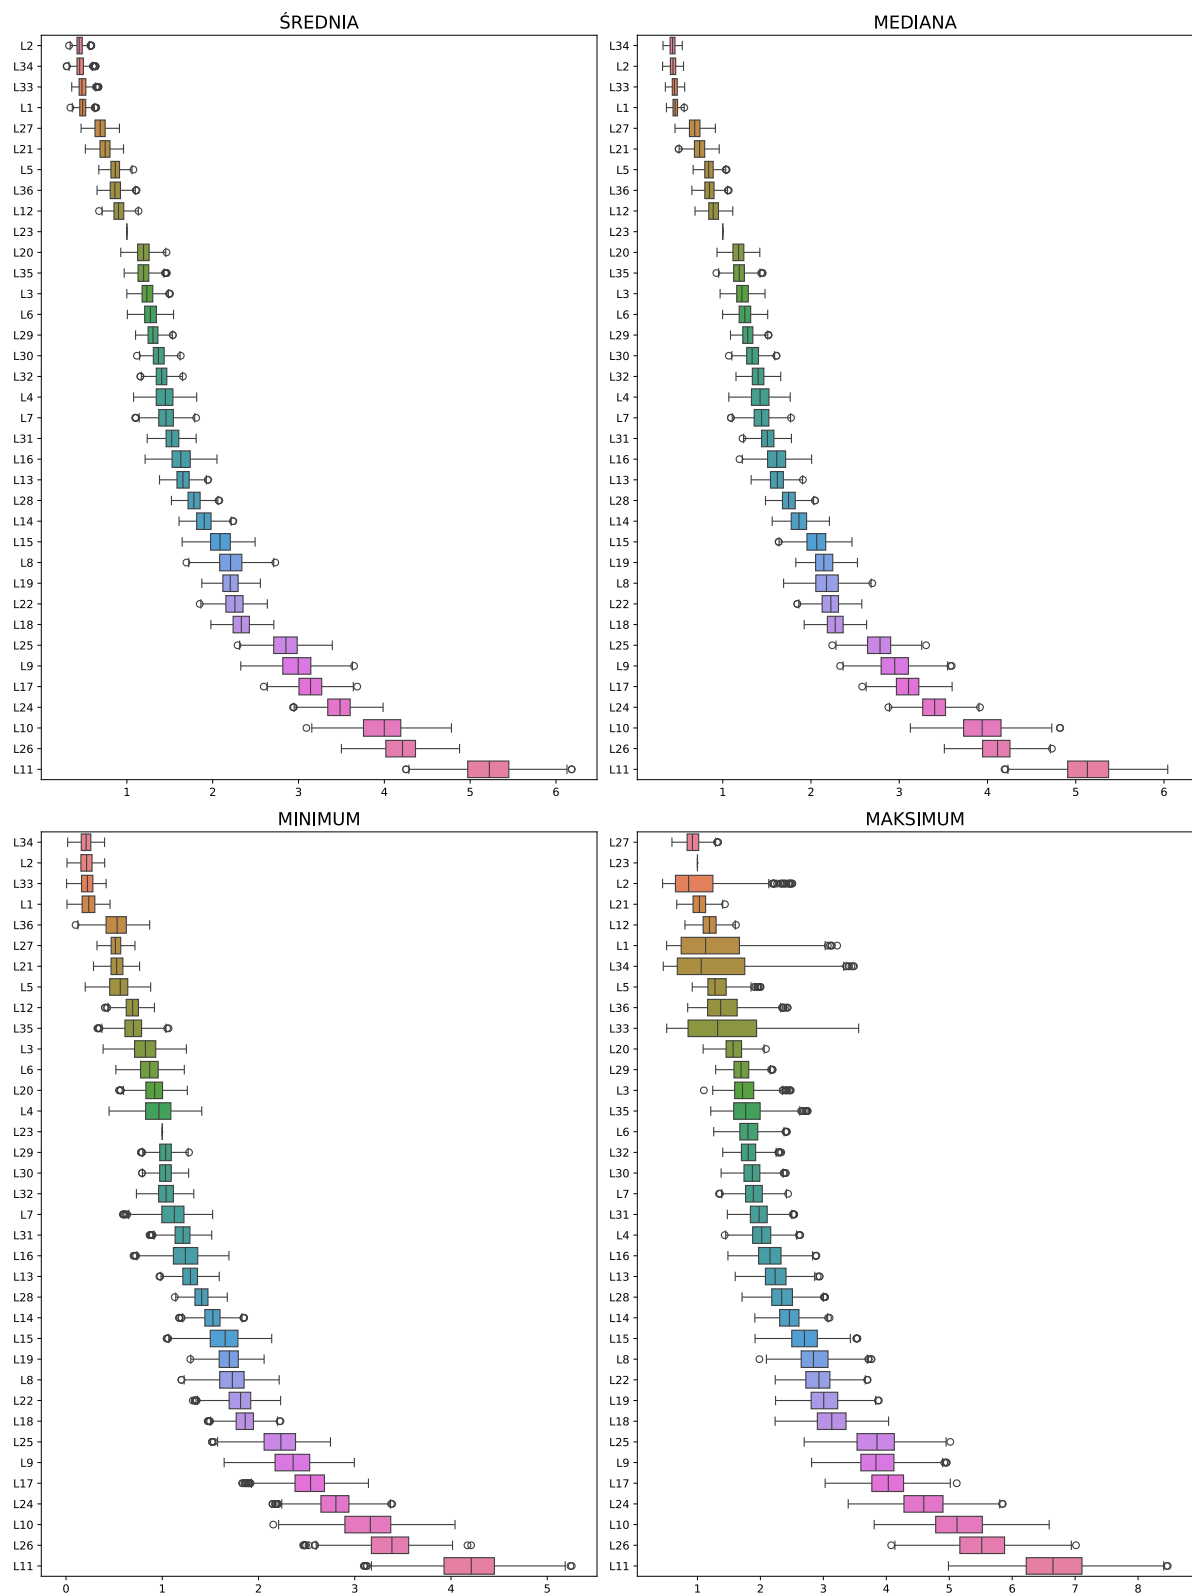 ŚREDNIA
L2
L34
L33
L1
L27
L21
L5
L36
L12
L23
L20
L35
L3
L6
L29
L30
L32
L4
L7
L31
L16
L13
L28
L14
L15
L8
L19
L22
L18
L25
L9
L17
L24
L10
L26
L11
1 2 3 4 5 6
MEDIANA
L34
L2
L33
L1
L27
L21
L5
L36
L12
L23
L20
L35
L3
L6
L29
L30
L32
L4
L7
L31
L16
L13
L28
L14
L15
L19
L8
L22
L18
L25
L9
L17
L24
L10
L26
L11
1 2 3 4 5 6
MINIMUM
L34
L2
L33
L1
L36
L27
L21
L5
L12
L35
L3
L6
L20
L4
L23
L29
L30
L32
L7
L31
L16
L13
L28
L14
L15
L19
L8
L22
L18
L25
L9
L17
L24
L10
L26
L11
0 1 2 3 4 5
MAKSIMUM
L27
L23
L2
L21
L12
L1
L34
L5
L36
L33
L20
L29
L3
L35
L6
L32
L30
L7
L31
L4
L16
L13
L28
L14
L15
L8
L22
L19
L18
L25
L9
L17
L24
L10
L26
L11
1 2 3 4 5 6 7 8